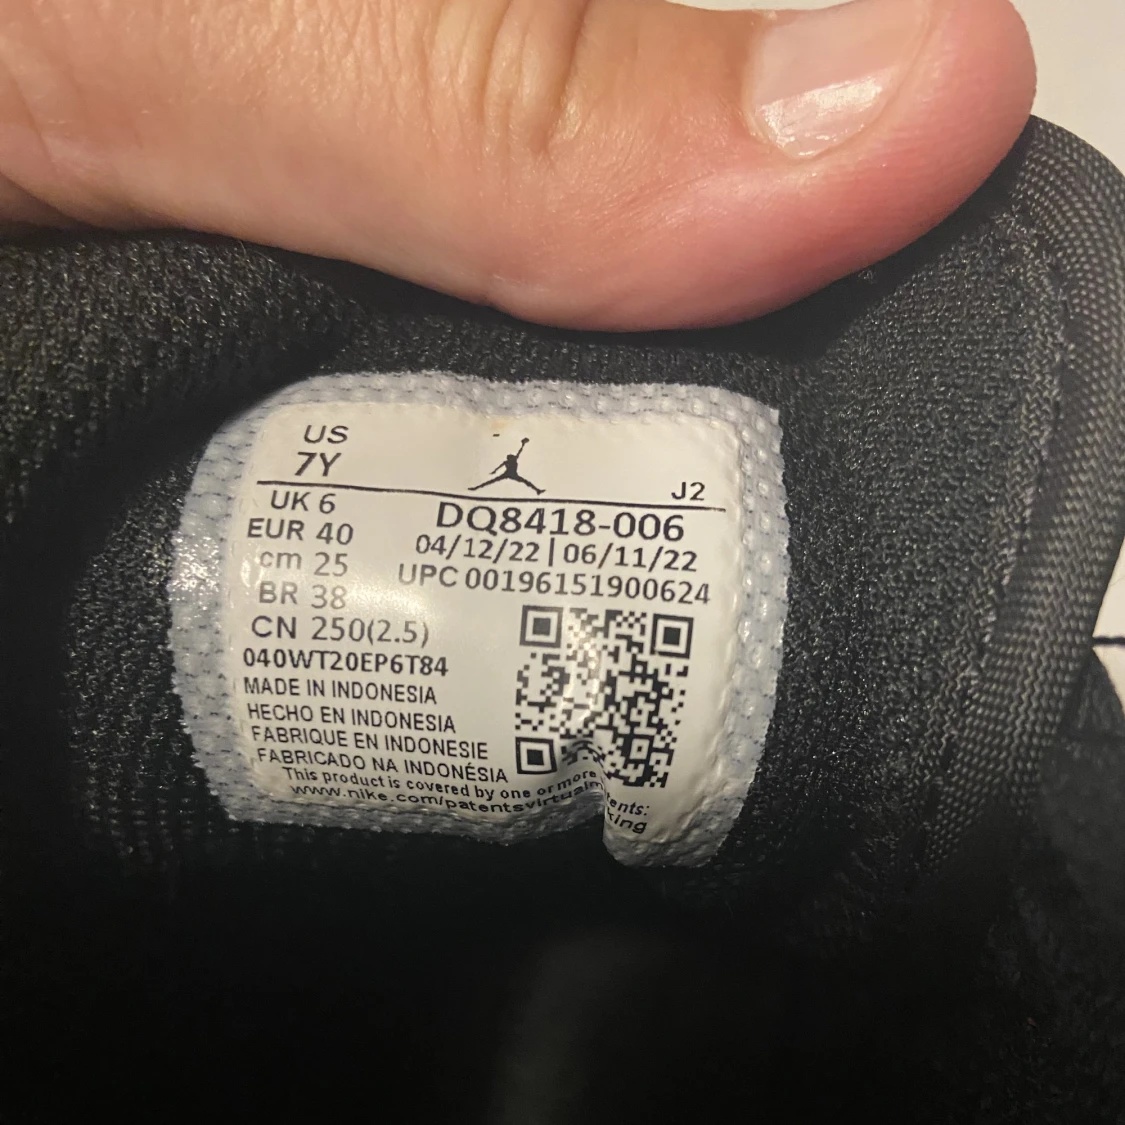 US
7Y
J2
UK 6
EUR 40
cm 25
BR 38
CN 250(2.5)
DQ8418-006
04/12/22 | 06/11/22
UPC 00196151900624
040WT20EP6T84
MADE IN INDONESIA
HECHO EN INDONESIA
FABRIQUE EN INDONESIE
FABRICADO NA INDONÉSIA
This product is covered by one or more
www.nike.com/patents